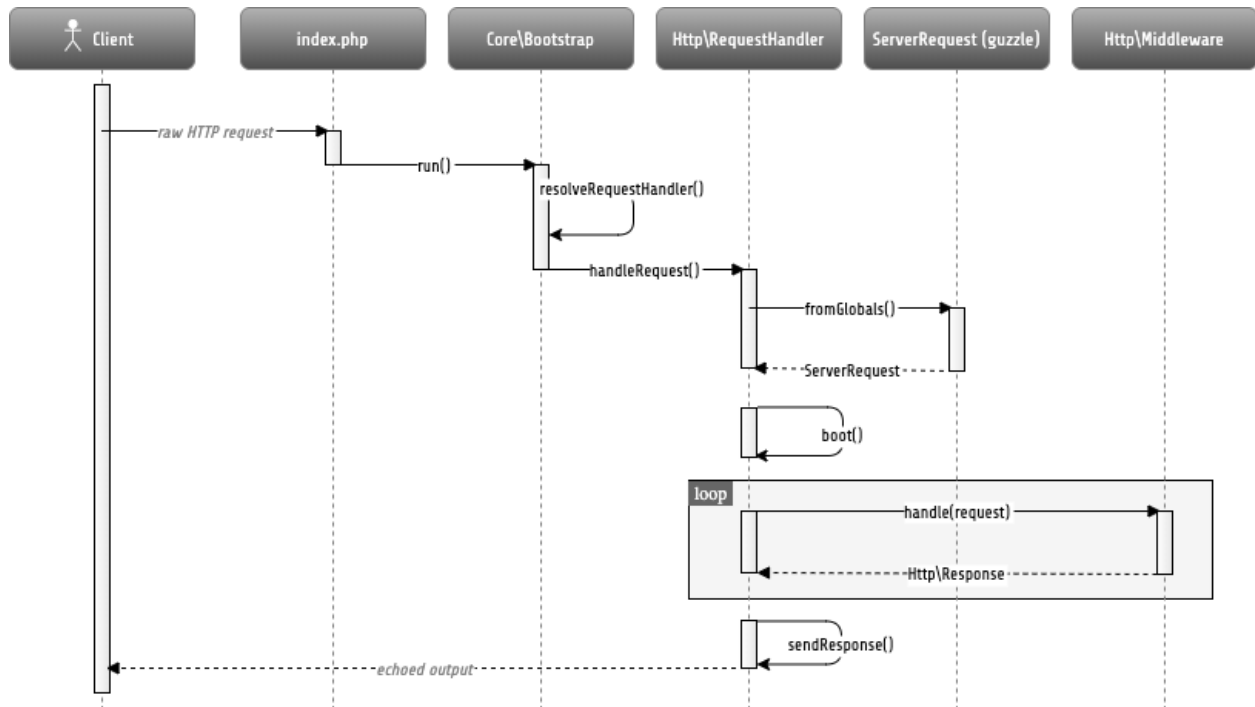 Client
index.php
Core\Bootstrap
Http\RequestHandler
ServerRequest (guzzle)
Http\Middleware
raw HTTP request
run()
resolveRequestHandler()
handleRequest()
fromGlobals()
ServerRequest
boot()
loop
handle(request)
Http\Response
sendResponse()
echoed output